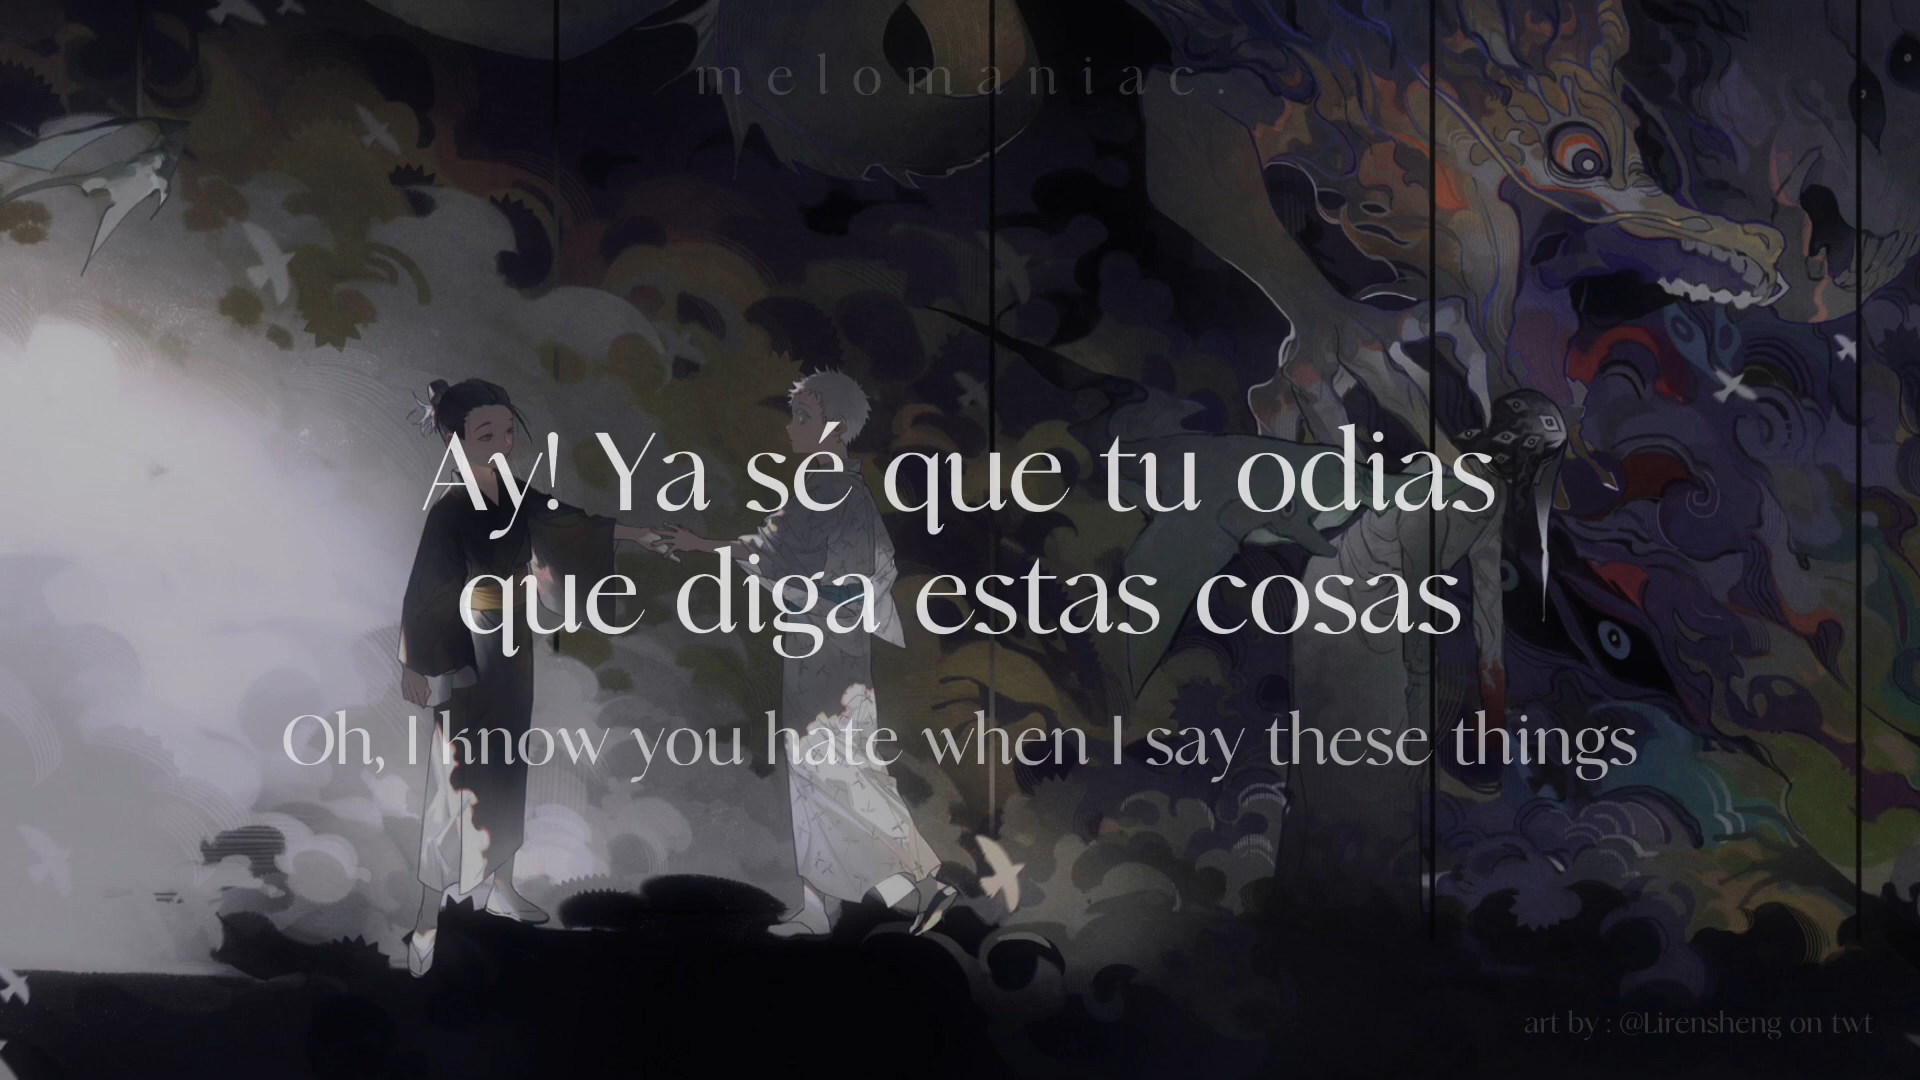 melomaniac.
Ay! Ya sé que tu odias
que diga estas cosas
Oh, I know you hate when I say these things
art by : @Lirensheng on twt